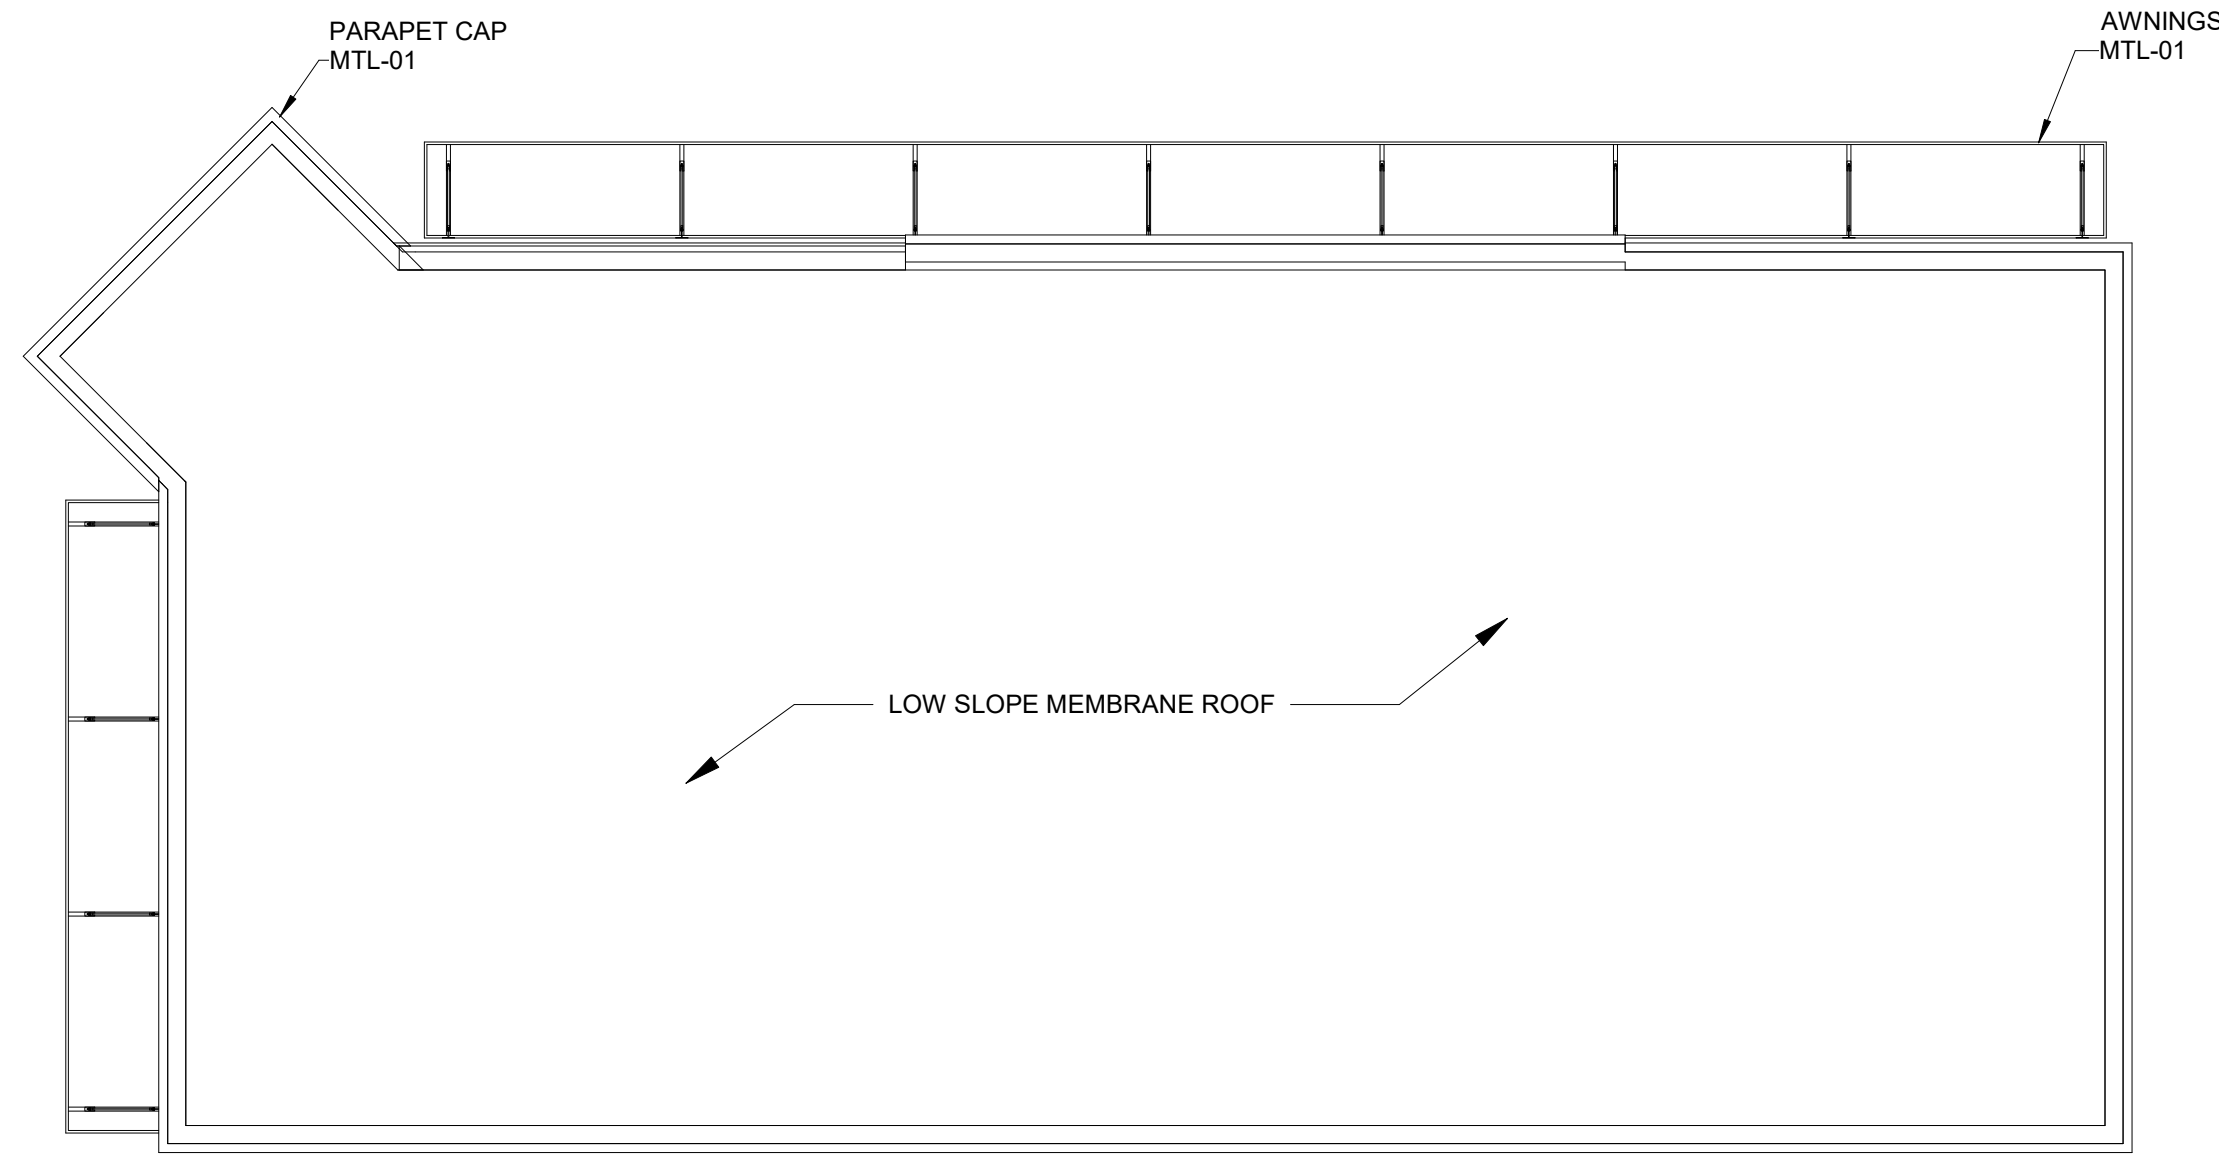 PARAPET CAP
MTL-01
AWNINGS
MTL-01
LOW SLOPE MEMBRANE ROOF